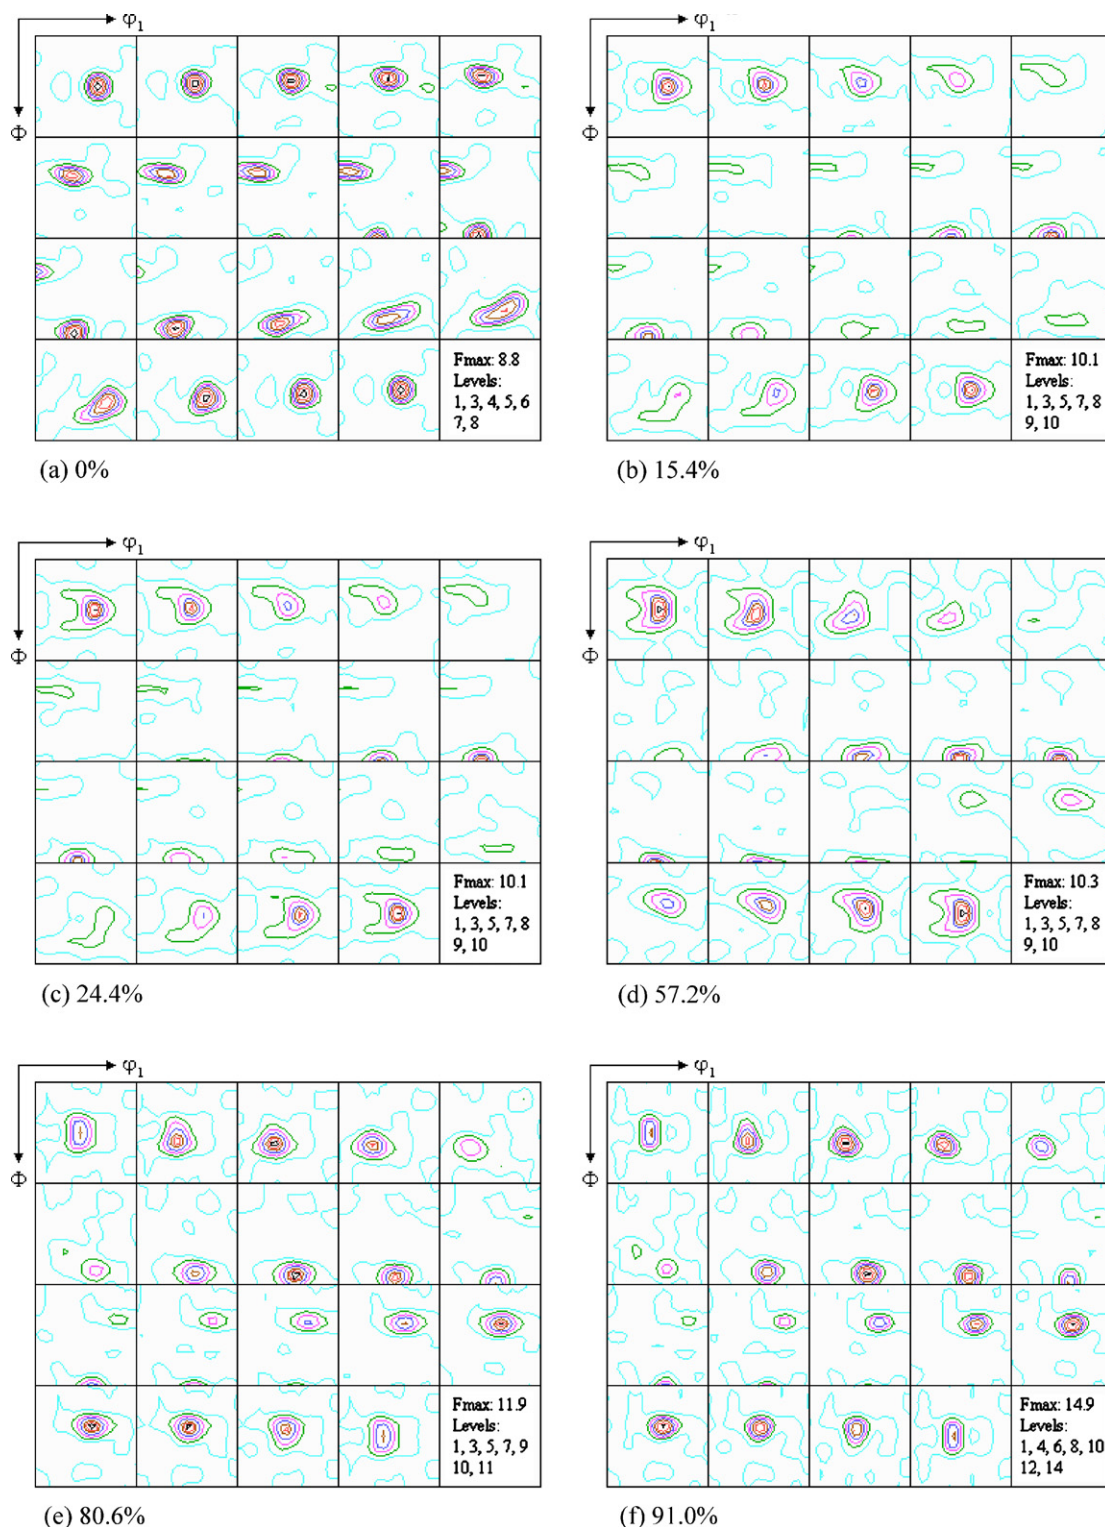 φ₁
Φ
Fmax: 8.8
Levels:
1, 3, 4, 5, 6
7, 8
(a) 0%
φ₁
Φ
Fmax: 10.1
Levels:
1, 3, 5, 7, 8
9, 10
(b) 15.4%
φ₁
Φ
Fmax: 10.1
Levels:
1, 3, 5, 7, 8
9, 10
(c) 24.4%
φ₁
Φ
Fmax: 10.3
Levels:
1, 3, 5, 7, 8
9, 10
(d) 57.2%
φ₁
Φ
Fmax: 11.9
Levels:
1, 3, 5, 7, 9
10, 11
(e) 80.6%
φ₁
Φ
Fmax: 14.9
Levels:
1, 4, 6, 8, 10
12, 14
(f) 91.0%